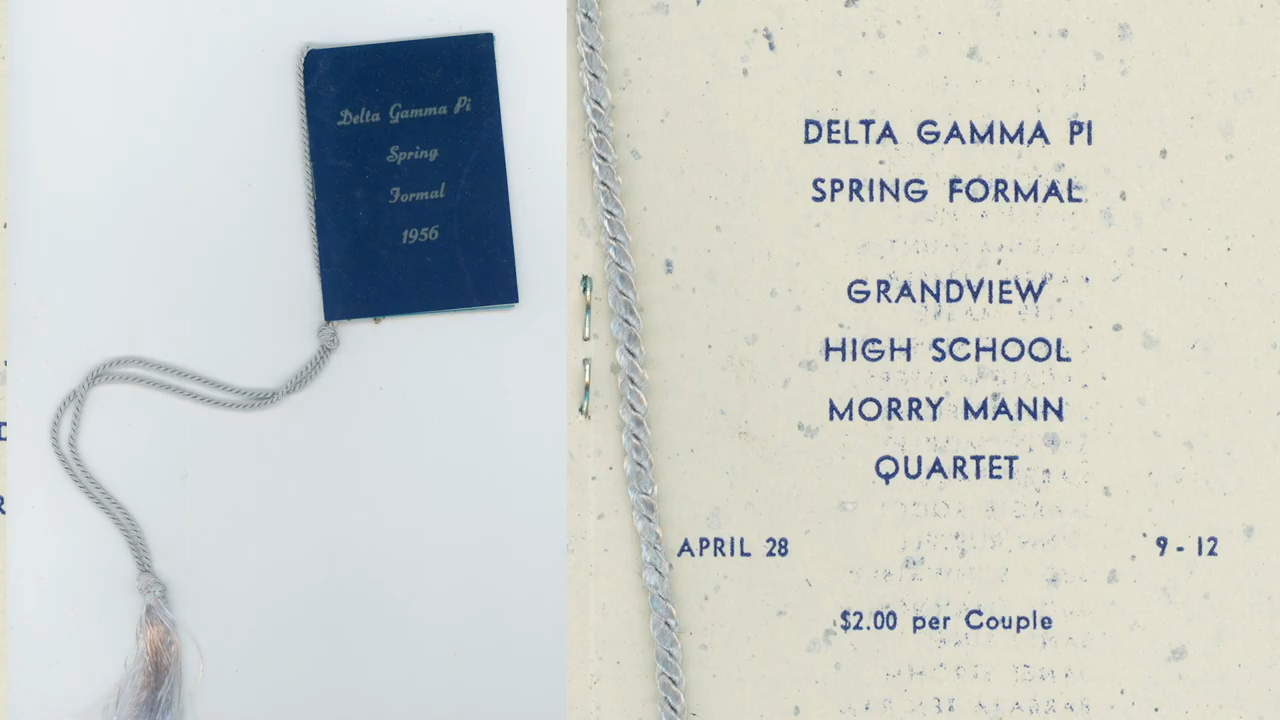 Delta Gamma Pi
Spring
Formal
1956
DELTA GAMMA PI
SPRING FORMAL
GRANDVIEW
HIGH SCHOOL
MORRY MANN
QUARTET
APRIL 28 9 - 12
$2.00 per Couple